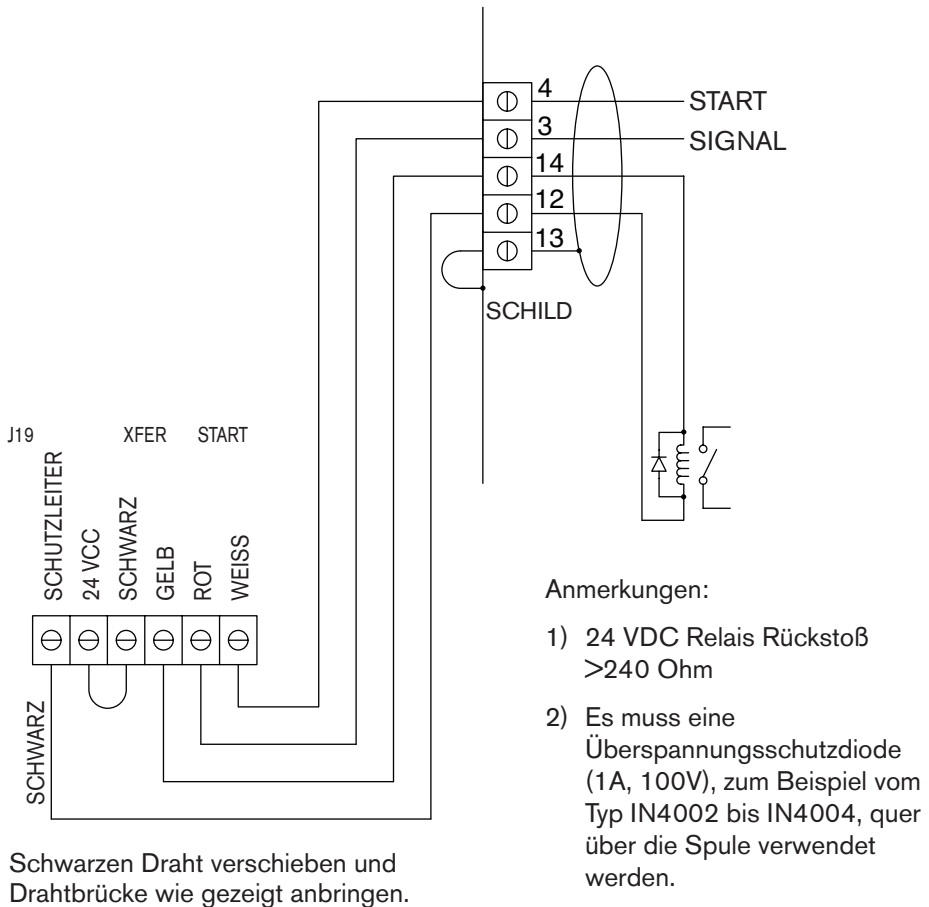 4
START
3
SIGNAL
14
12
13
SCHILD
J19
XFER
START
SCHUTZLEITER
24 VCC
SCHWARZ
GELB
ROT
WEISS
SCHWARZ
Schwarzen Draht verschieben und
Drahtbrücke wie gezeigt anbringen.
Anmerkungen:
1) 24 VDC Relais Rückstoß
>240 Ohm
2) Es muss eine
Überspannungsschutzdiode
(1A, 100V), zum Beispiel vom
Typ IN4002 bis IN4004, quer
über die Spule verwendet
werden.